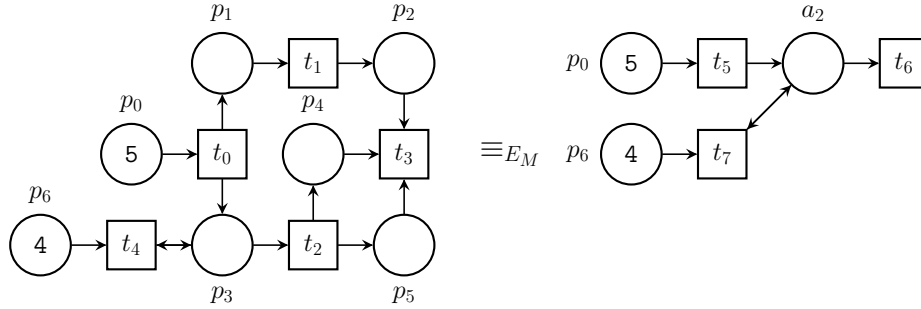 p₁ p₂ a₂
t₁ p₀ 5 t₅ t₆
p₀ p₄
5 t₀ t₃ ≡_{E_M} p₆ 4 t₇
p₆
4 t₄ t₂
p₃ p₅